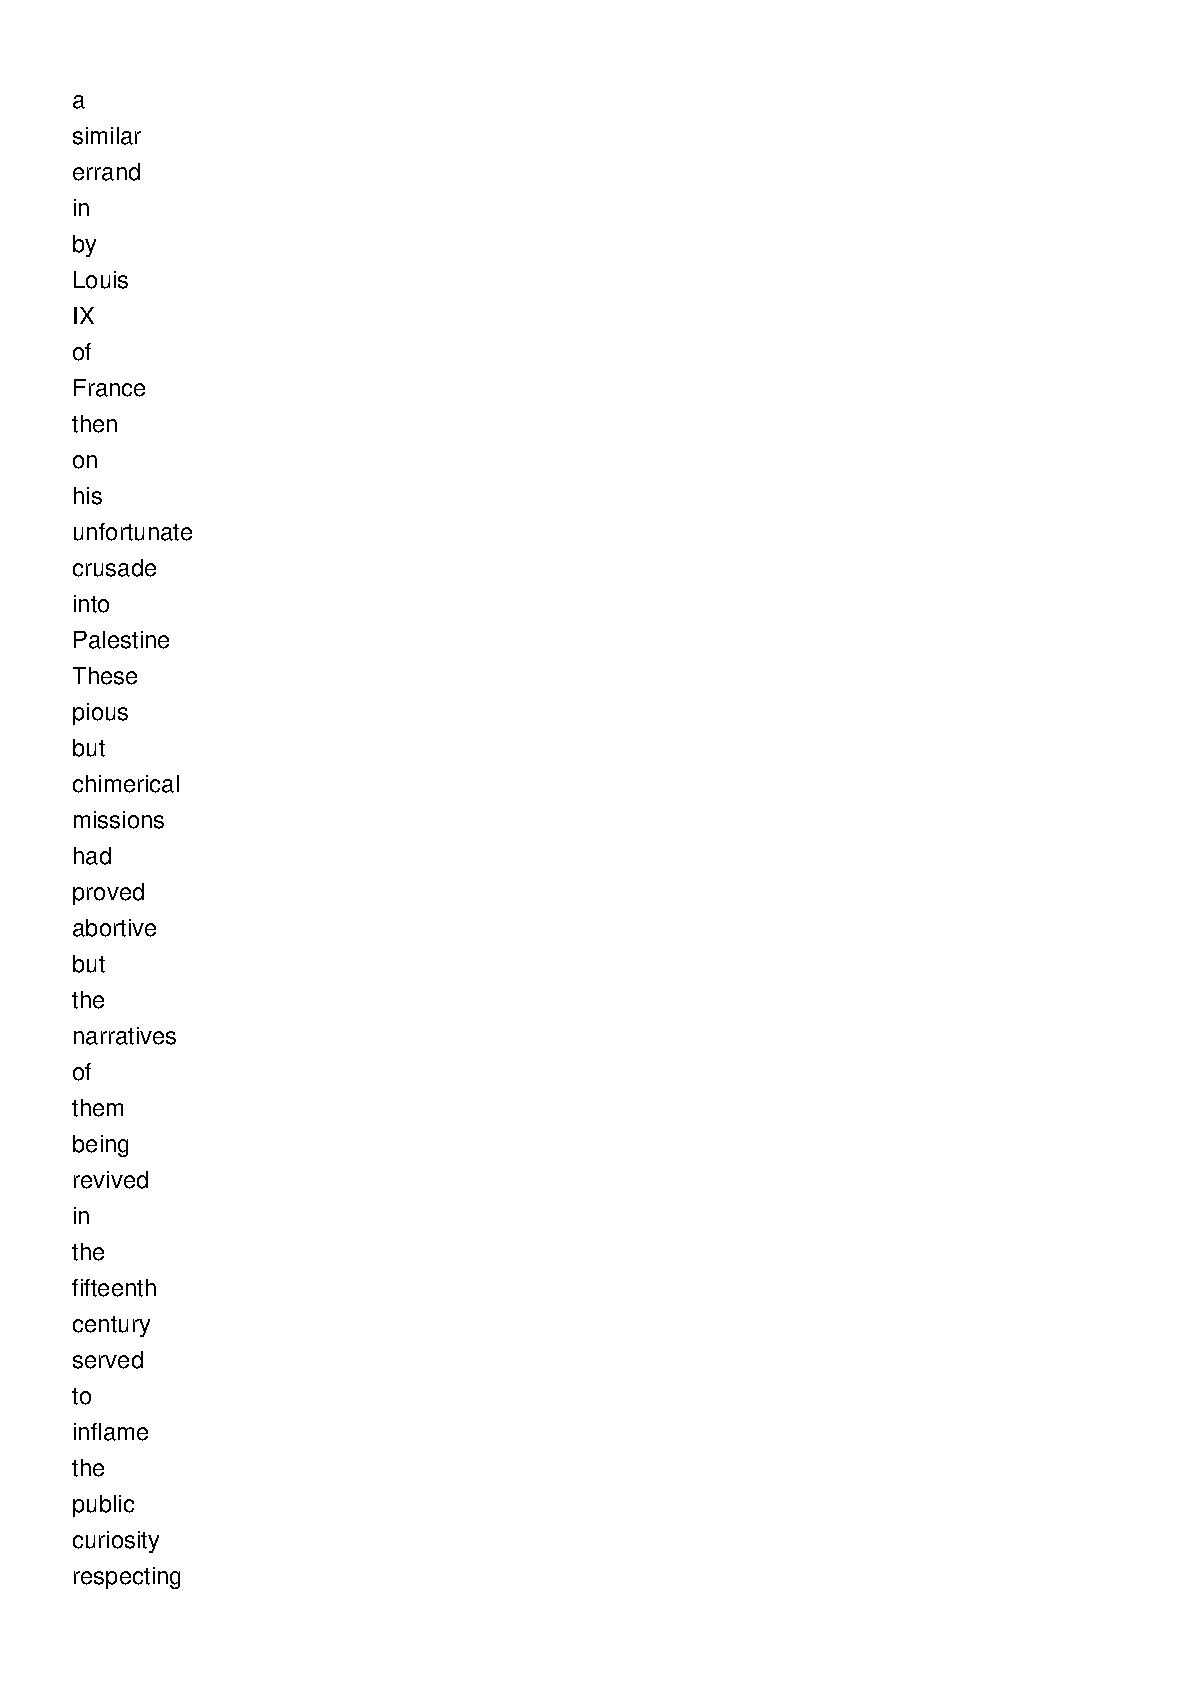 a
similar
errand
in
by
Louis
IX
of
France
then
on
his
unfortunate
crusade
into
Palestine
These
pious
but
chimerical
missions
had
proved
abortive
but
the
narratives
of
them
being
revived
in
the
fifteenth
century
served
to
inflame
the
public
curiosity
respecting